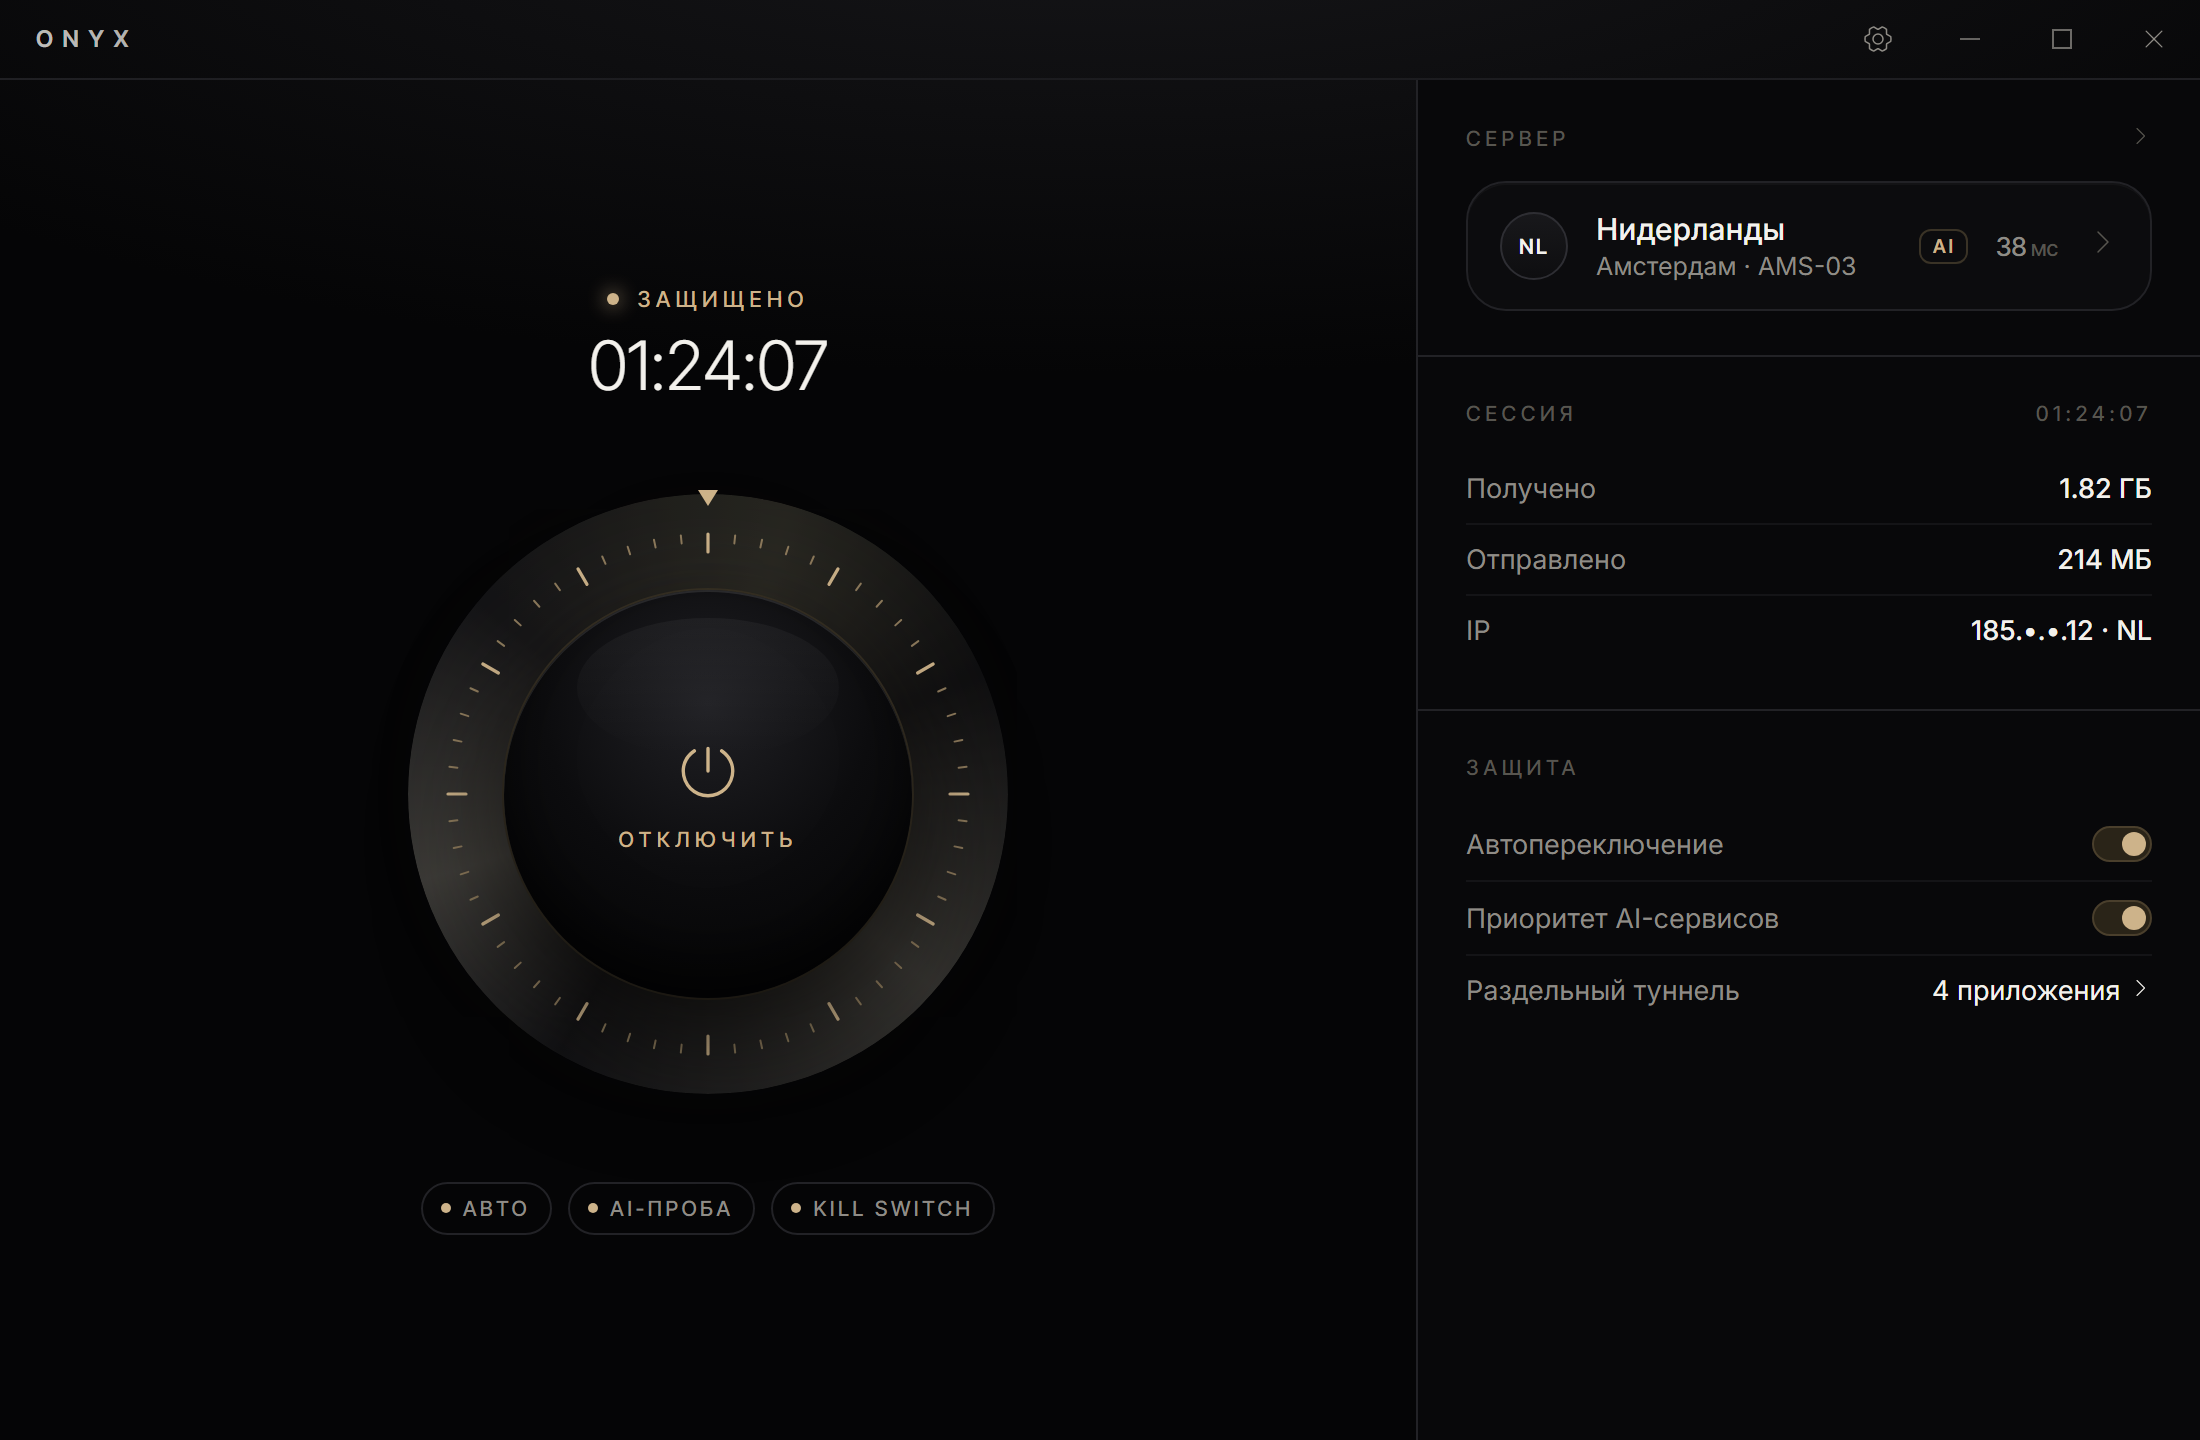 ONYX
ЗАЩИЩЕНО
01:24:07
ОТКЛЮЧИТЬ
АВТО
AI-ПРОБА
KILL SWITCH
СЕРВЕР
NL
Нидерланды
Амстердам · AMS-03
AI
38 мс
СЕССИЯ
01:24:07
Получено
1.82 ГБ
Отправлено
214 МБ
IP
185.•.•.12 · NL
ЗАЩИТА
Автопереключение
Приоритет AI-сервисов
Раздельный туннель
4 приложения